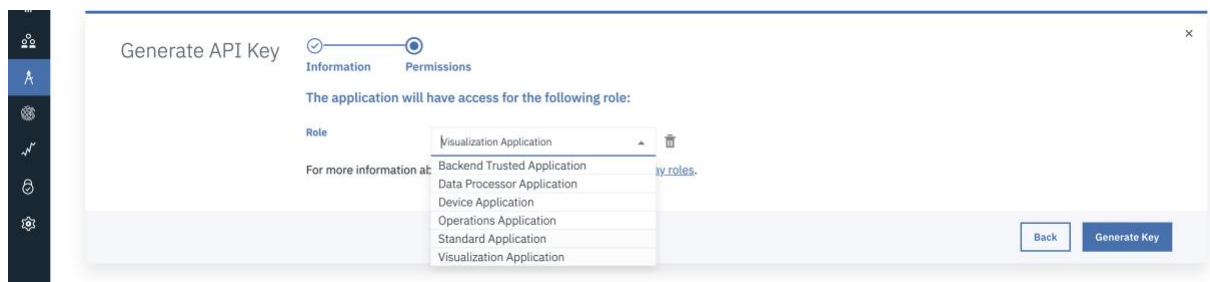 Generate API Key
Information Permissions
The application will have access for the following role:
Role
Visualization Application
For more information ab
ay roles.
Backend Trusted Application
Data Processor Application
Device Application
Operations Application
Standard Application
Visualization Application
Back Generate Key